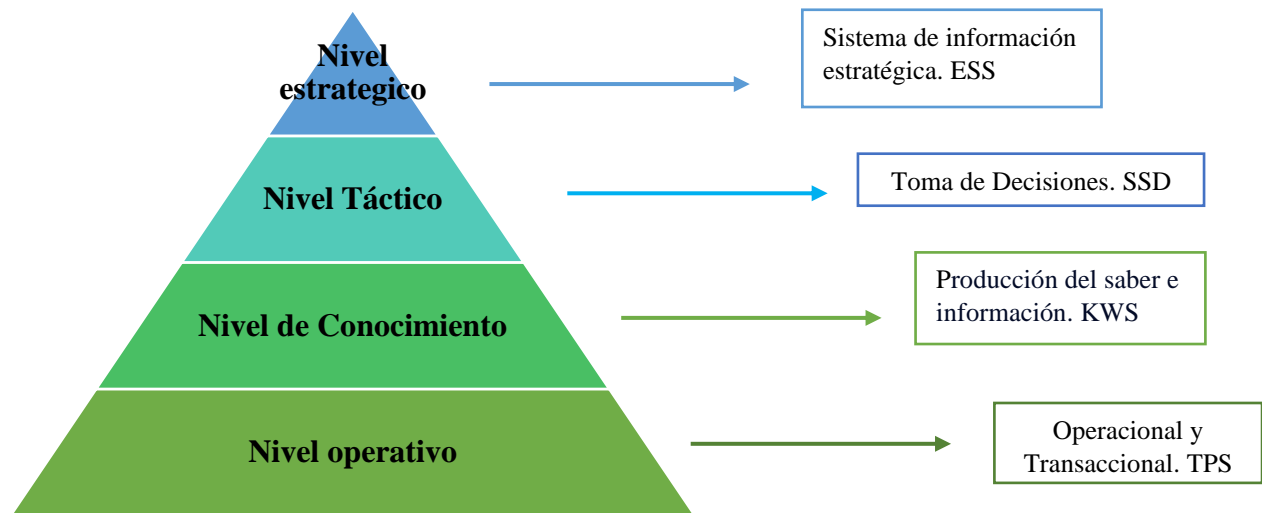 Nivel
estrategico
Sistema de información
estratégica. ESS
Nivel Táctico
Toma de Decisiones. SSD
Nivel de Conocimiento
Producción del saber e
información. KWS
Nivel operativo
Operacional y
Transaccional. TPS